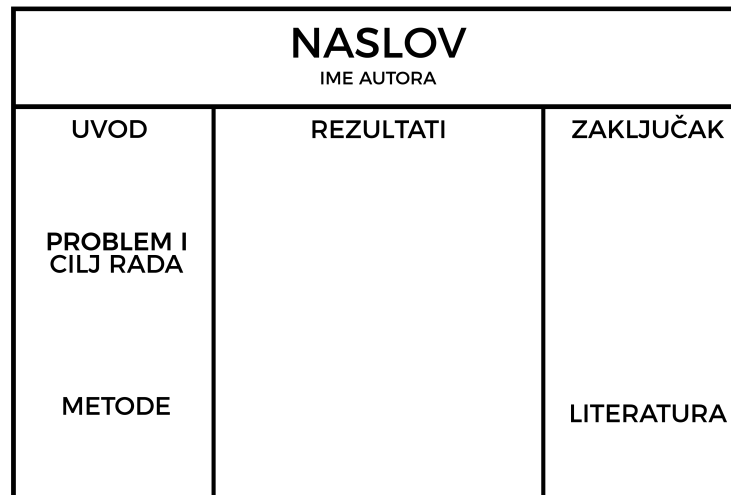 NASLOV
IME AUTORA
UVOD
PROBLEM I
CILJ RADA
METODE
REZULTATI
ZAKLJUČAK
LITERATURA